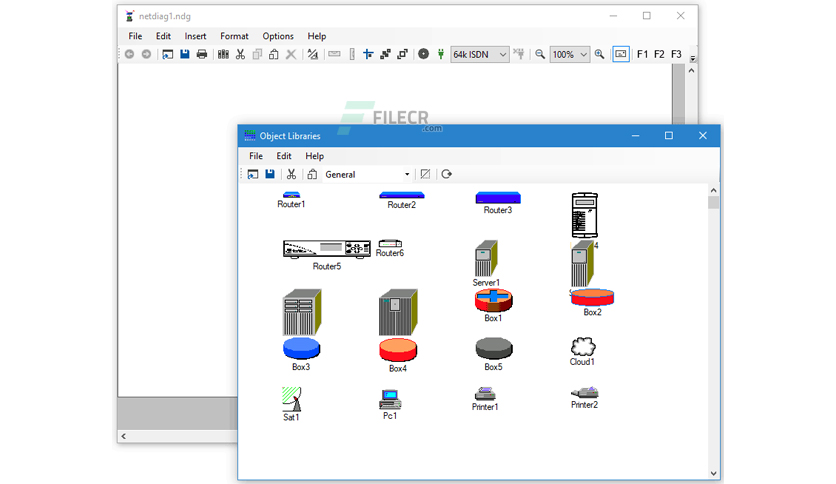 netdiag1.ndg
File Edit Insert Format Options Help
64k ISDN 100% F1 F2 F3
FILECR
.com
Object Libraries
File Edit Help
General
Router1 Router2 Router3 4
Router5 Router6
Server1
Box1 Box2
Box3 Box4 Box5 Cloud1
Sat1 Pc1 Printer1 Printer2